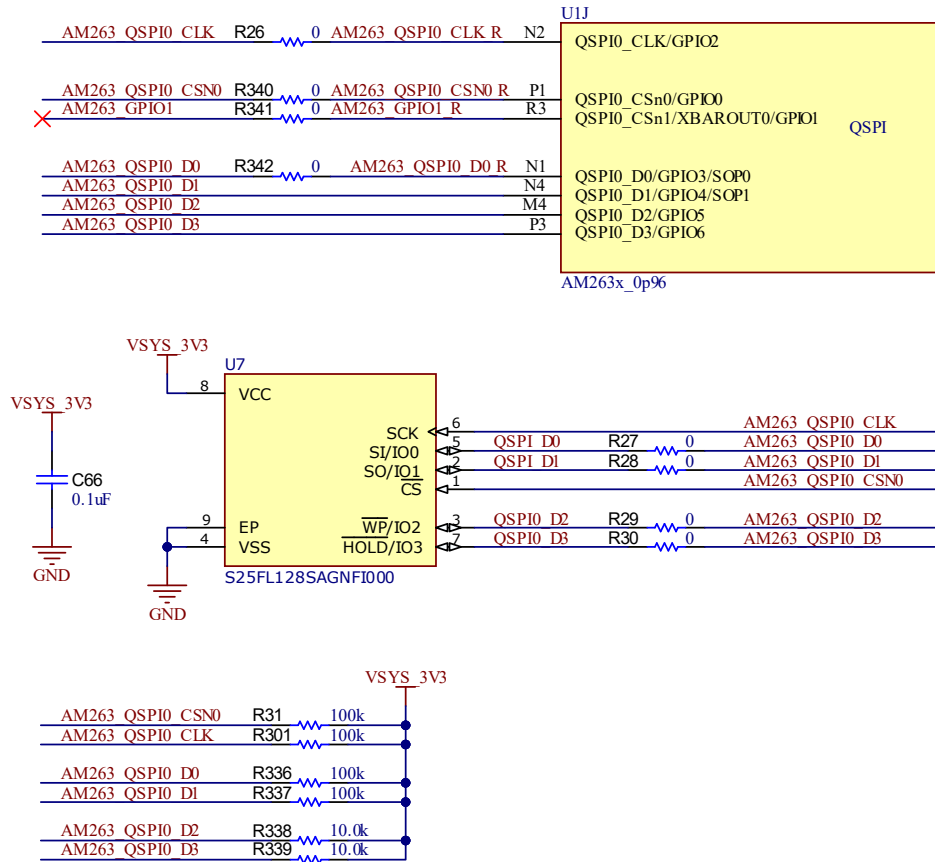 U1J
AM263_QSPI0_CLK R26 0 AM263_QSPI0_CLK_R N2 QSPI0_CLK/GPIO2
AM263_QSPI0_CSN0 R340 0 AM263_QSPI0_CSN0_R P1 QSPI0_CSn0/GPIO0
AM263_GPIO1 R341 0 AM263_GPIO1_R R3 QSPI0_CSn1/XBAROUT0/GPIO1
QSPI
AM263_QSPI0_D0 R342 0 AM263_QSPI0_D0_R N1 QSPI0_D0/GPIO3/SOP0
AM263_QSPI0_D1 N4 QSPI0_D1/GPIO4/SOP1
AM263_QSPI0_D2 M4 QSPI0_D2/GPIO5
AM263_QSPI0_D3 P3 QSPI0_D3/GPIO6
AM263x_0p96
VSYS_3V3
U7
8 VCC
VSYS_3V3
SCK 6 AM263_QSPI0_CLK
SI/IO0 5 QSPI_D0 R27 0 AM263_QSPI0_D0
SO/IO1 2 QSPI_D1 R28 0 AM263_QSPI0_D1
CS 1 AM263_QSPI0_CSN0
C66
0.1uF
9 EP WP/IO2 3 QSPI0_D2 R29 0 AM263_QSPI0_D2
4 VSS HOLD/IO3 7 QSPI0_D3 R30 0 AM263_QSPI0_D3
GND
S25FL128SAGNFI000
GND
VSYS_3V3
AM263_QSPI0_CSN0 R31 100k
AM263_QSPI0_CLK R301 100k
AM263_QSPI0_D0 R336 100k
AM263_QSPI0_D1 R337 100k
AM263_QSPI0_D2 R338 10.0k
AM263_QSPI0_D3 R339 10.0k